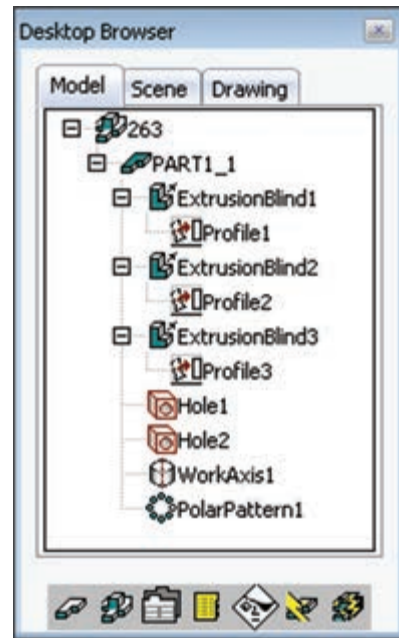 Desktop Browser
Model Scene Drawing
263
PART1_1
ExtrusionBlind1
Profile1
ExtrusionBlind2
Profile2
ExtrusionBlind3
Profile3
Hole1
Hole2
WorkAxis1
PolarPattern1